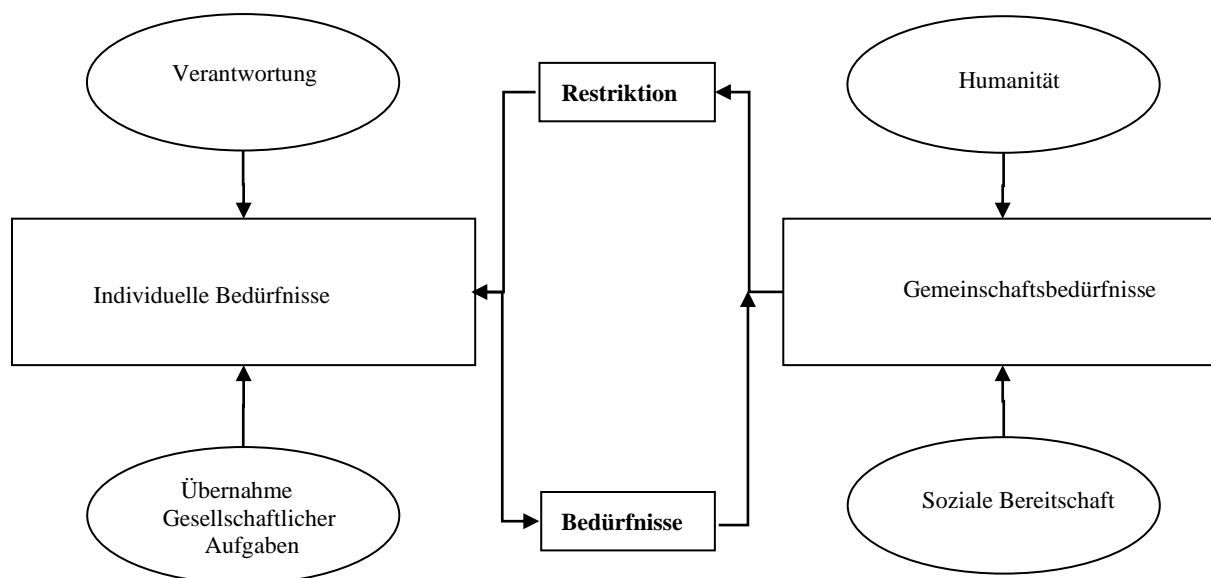 Verantwortung
Restriktion
Humanität
Individuelle Bedürfnisse
Gemeinschaftsbedürfnisse
Übernahme
Gesellschaftlicher
Aufgaben
Bedürfnisse
Soziale Bereitschaft